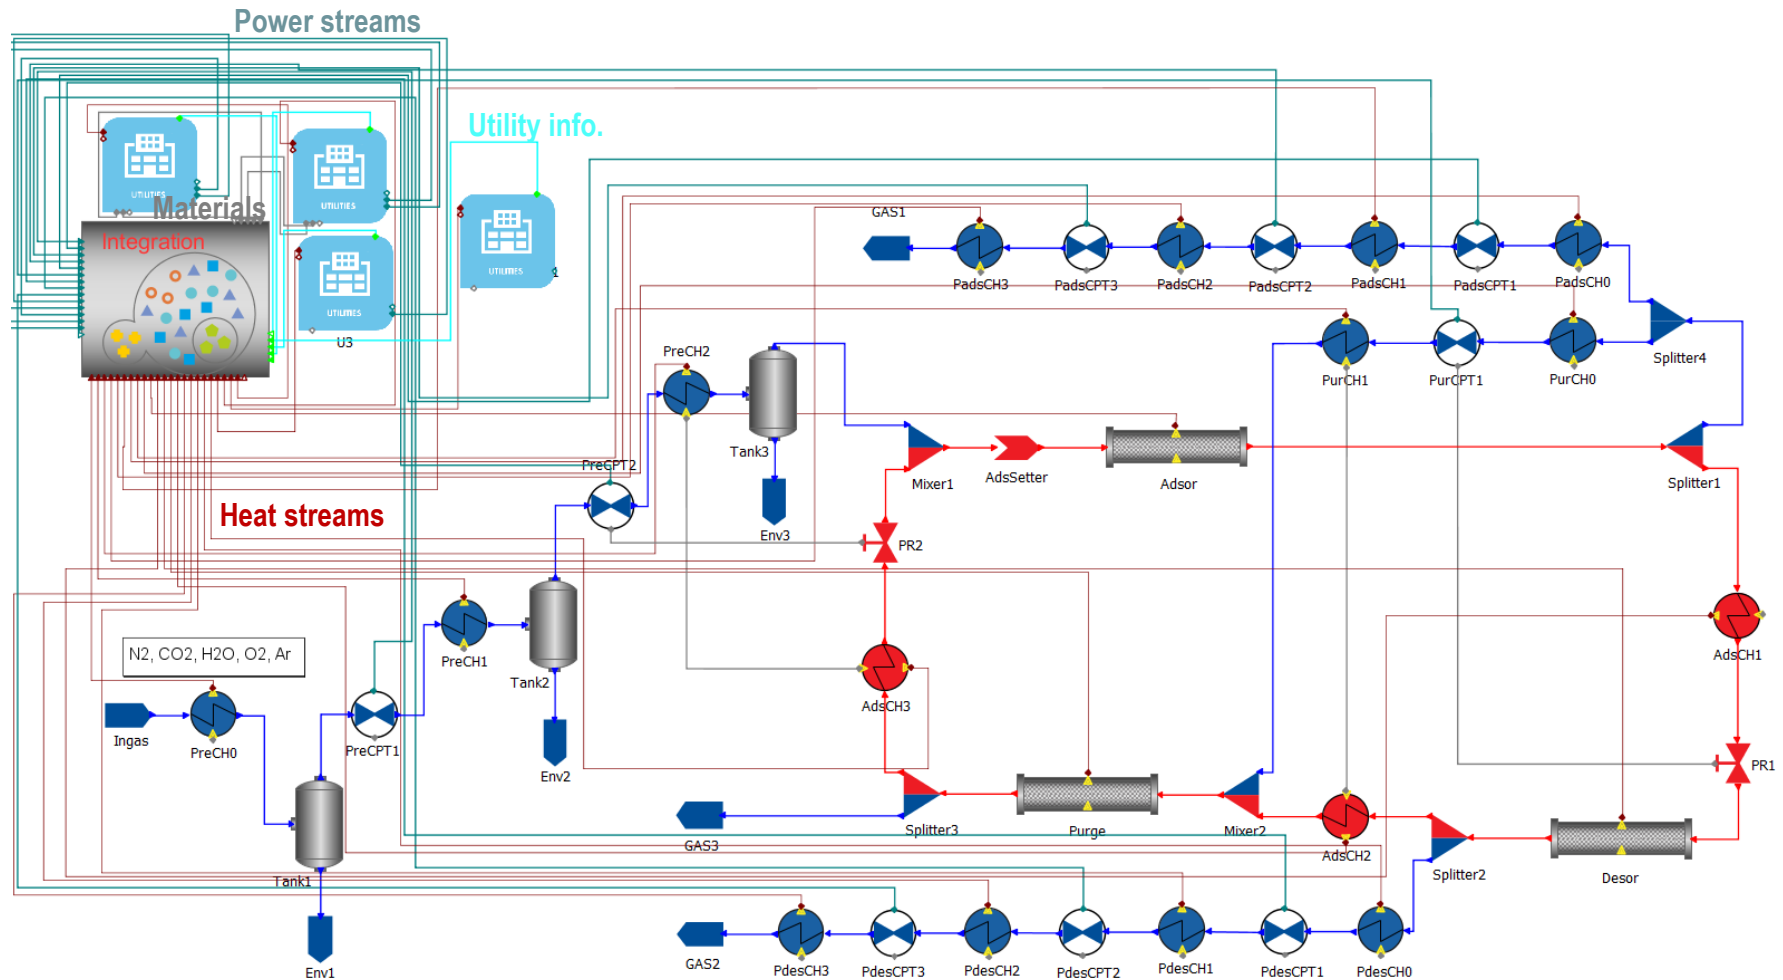 Power streams
Utility info.
UTILITIES
UTILITIES
Materials
Integration
UTILITIES
UTILITIES
1
U3
GAS1
PadsCH3
PadsCPT3
PadsCH2
PadsCPT2
PadsCH1
PadsCPT1
PadsCH0
Splitter4
PreCH2
PurCH1
PurCPT1
PurCH0
Tank3
PreCPT2
Mixer1
AdsSetter
Adsor
Splitter1
Heat streams
Env3
PR2
N2, CO2, H2O, O2, Ar
PreCH1
Tank2
AdsCH1
AdsCH3
Ingas
PreCH0
PreCPT1
Env2
PR1
Splitter3
Purge
Mixer2
GAS3
AdsCH2
Splitter2
Desor
Tank1
Env1
GAS2
PdesCH3
PdesCPT3
PdesCH2
PdesCPT2
PdesCH1
PdesCPT1
PdesCH0